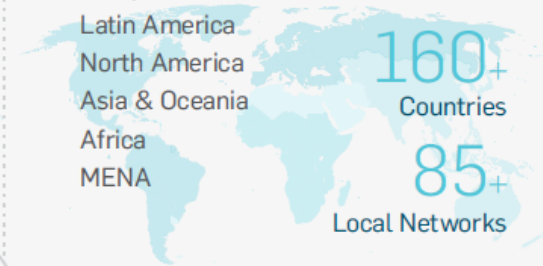 Latin America
North America
Asia & Oceania
Africa
MENA
160+
Countries
85+
Local Networks